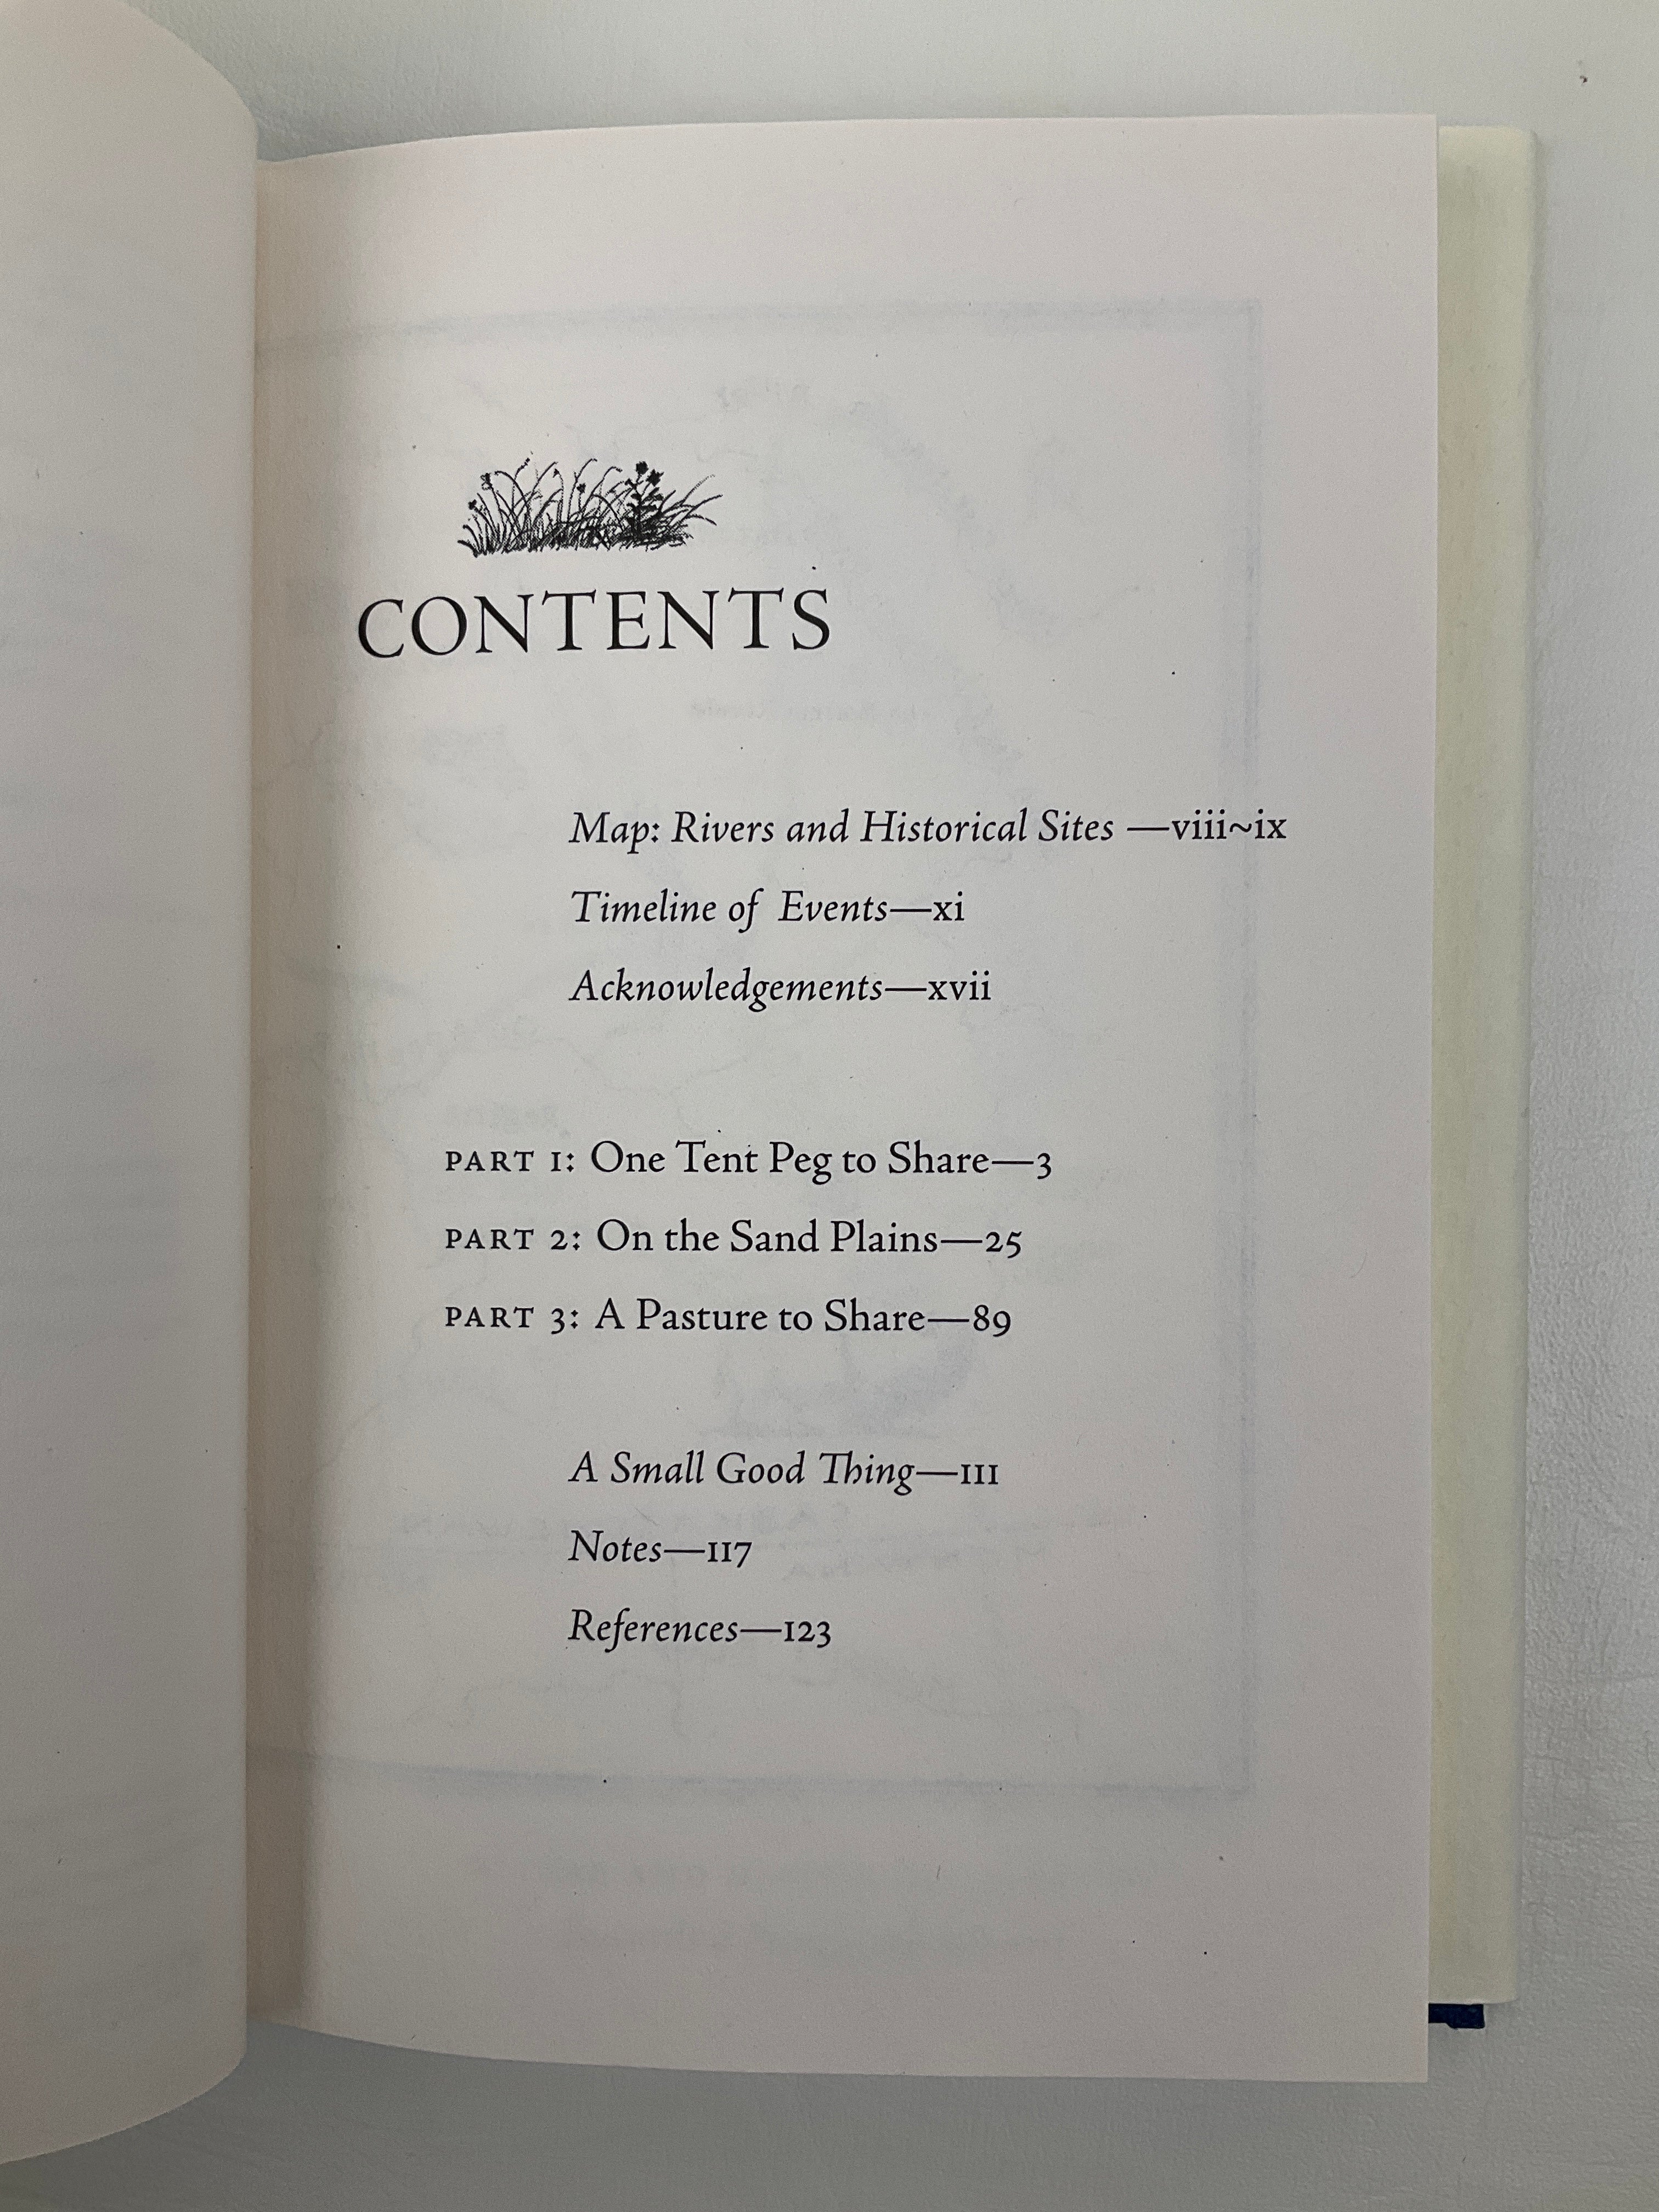 CONTENTS
Map: Rivers and Historical Sites —viii~ix
Timeline of Events—xi
Acknowledgements—xvii
PART 1: One Tent Peg to Share—3
PART 2: On the Sand Plains—25
PART 3: A Pasture to Share—89
A Small Good Thing—111
Notes—117
References—123